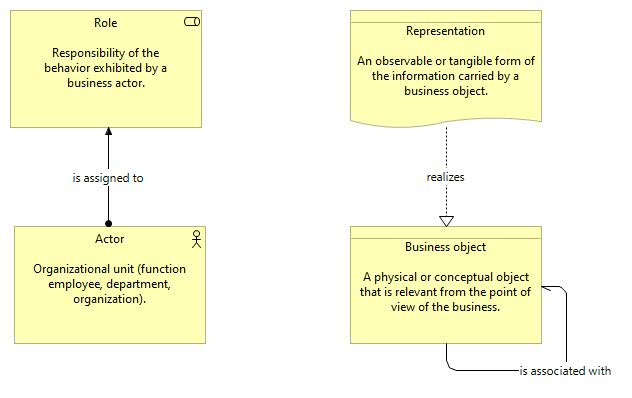 Role
Responsibility of the
behavior exhibited by a
business actor.
Representation
An observable or tangible form of
the information carried by a
business object.
is assigned to
realizes
Actor
Organizational unit (function
employee, department,
organization).
Business object
A physical or conceptual object
that is relevant from the point of
view of the business.
is associated with